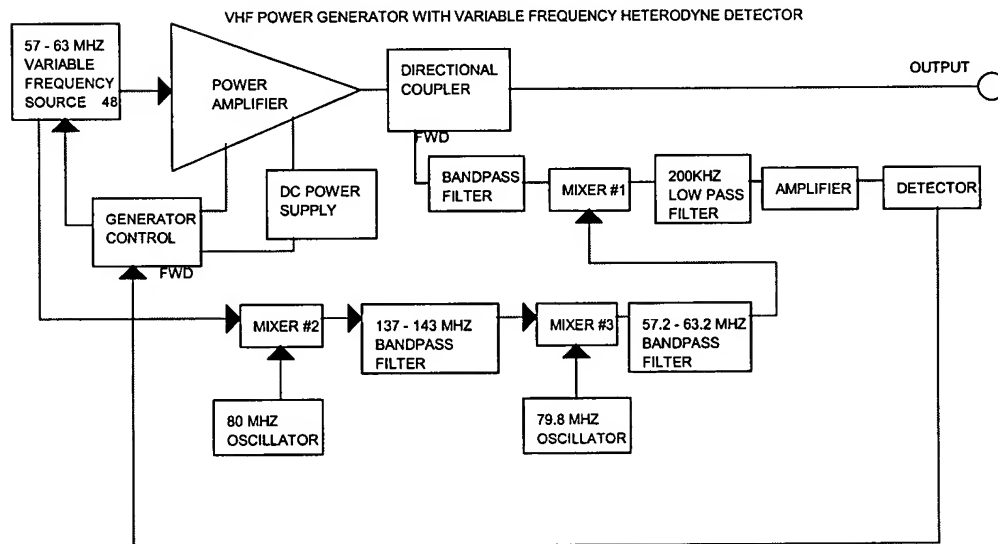 VHF POWER GENERATOR WITH VARIABLE FREQUENCY HETERODYNE DETECTOR
57 - 63 MHZ
VARIABLE
FREQUENCY
SOURCE 48
POWER
AMPLIFIER
DIRECTIONAL
COUPLER
OUTPUT
FWD
BANDPASS
FILTER
MIXER #1
200KHZ
LOW PASS
FILTER
AMPLIFIER
DETECTOR
DC POWER
SUPPLY
GENERATOR
CONTROL
FWD
MIXER #2
137 - 143 MHZ
BANDPASS
FILTER
MIXER #3
57.2 - 63.2 MHZ
BANDPASS
FILTER
80 MHZ
OSCILLATOR
79.8 MHZ
OSCILLATOR